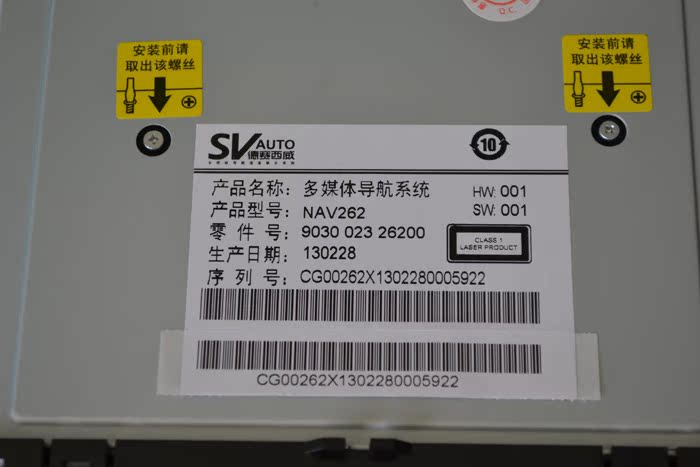 安装前请
取出该螺丝
安装前请
取出该螺丝
SV AUTO
德赛西威
10
产品名称: 多媒体导航系统 HW: 001
产品型号: NAV262 SW: 001
零 件 号: 9030 023 26200
CLASS 1
LASER PRODUCT
生产日期: 130228
序 列 号: CG00262X1302280005922
CG00262X1302280005922